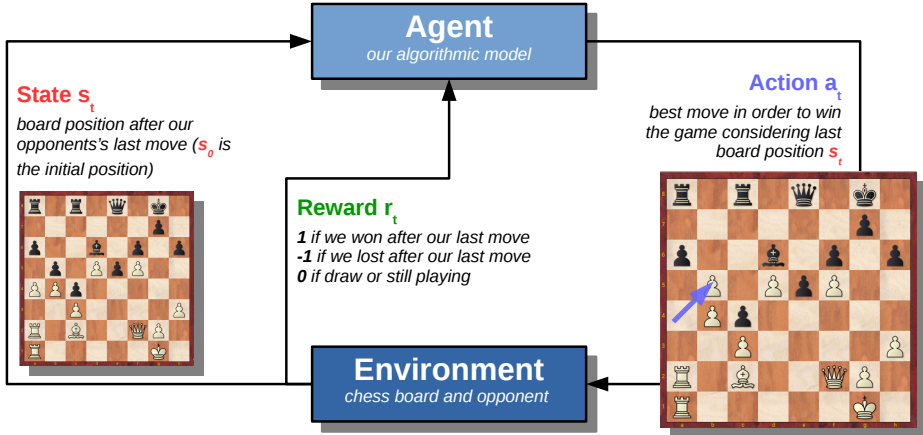 Agent
our algorithmic model
State st
board position after our
opponents's last move (s0 is
the initial position)
Action at
best move in order to win
the game considering last
board position st
Reward rt
1 if we won after our last move
-1 if we lost after our last move
0 if draw or still playing
Environment
chess board and opponent